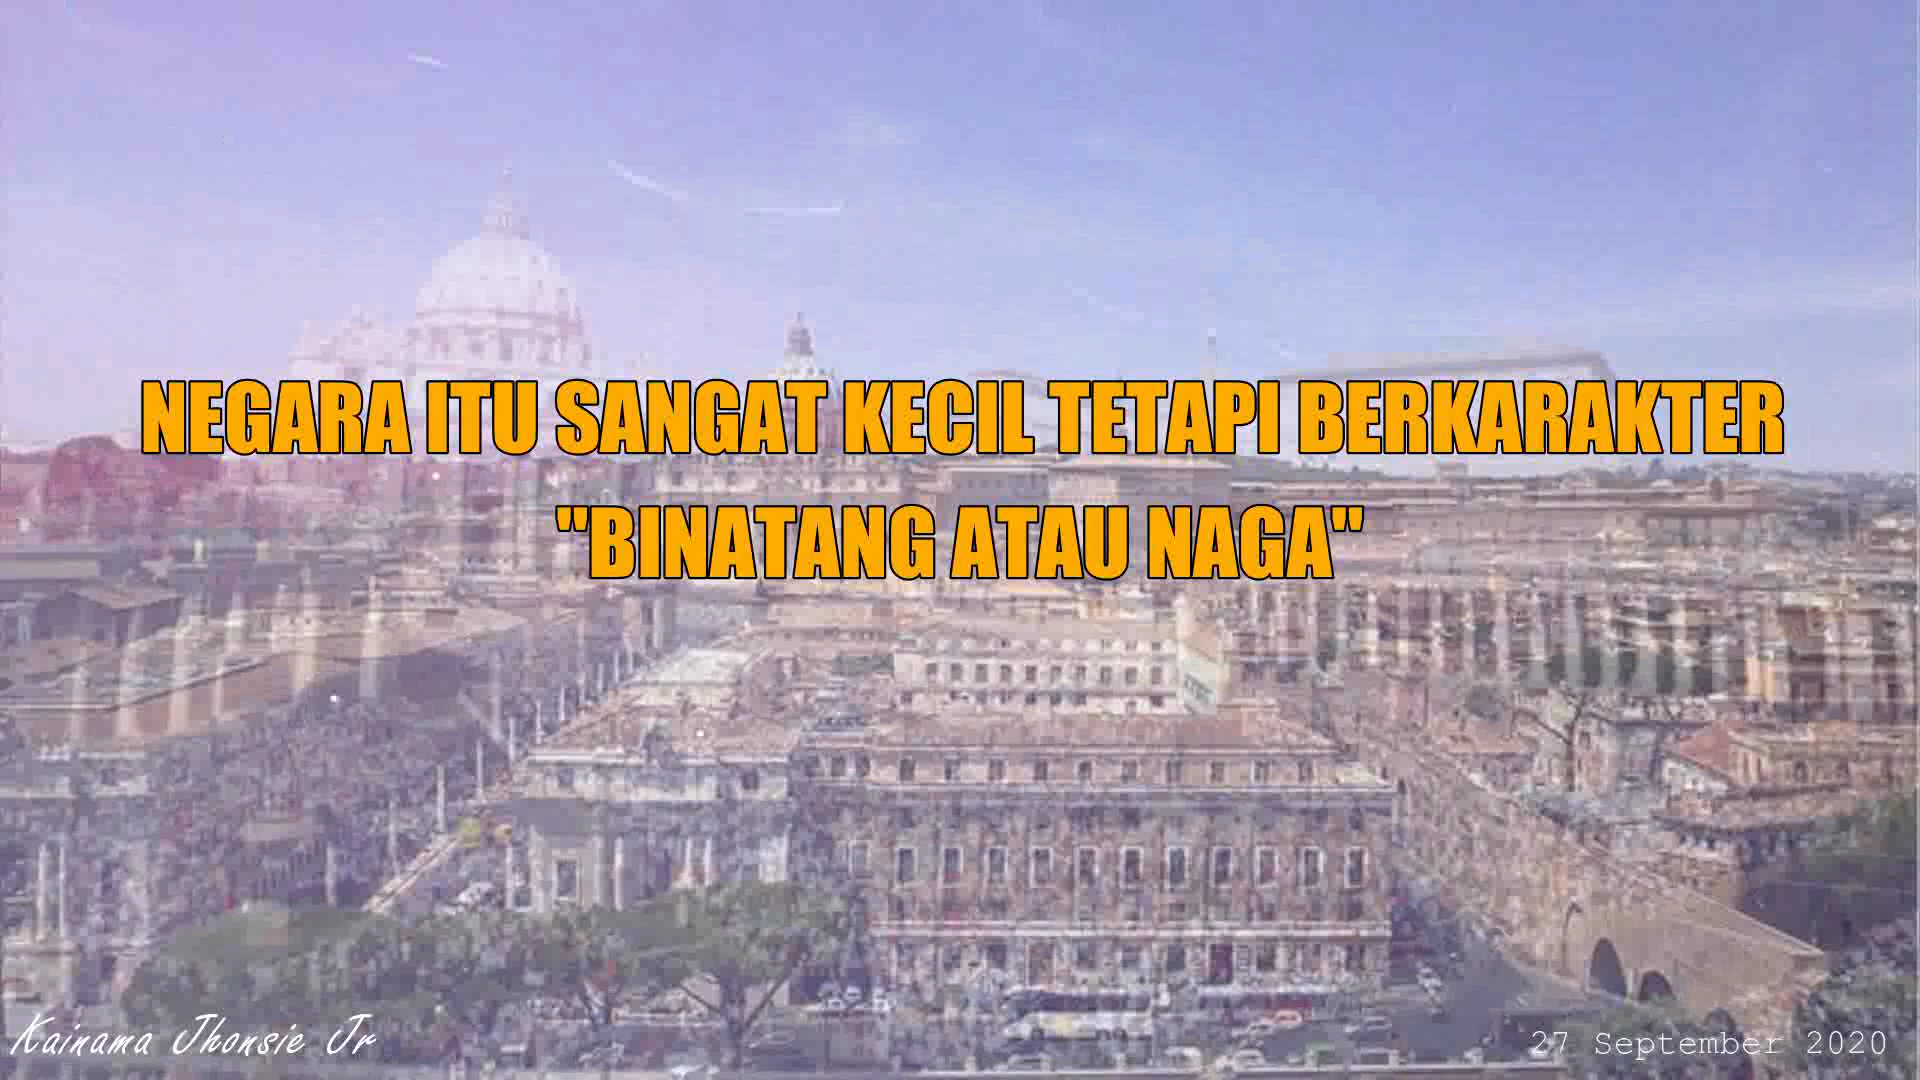 NEGARA ITU SANGAT KECIL TETAPI BERKARAKTER
"BINATANG ATAU NAGA"
Kainama Jhonsie Jr
27 September 2020